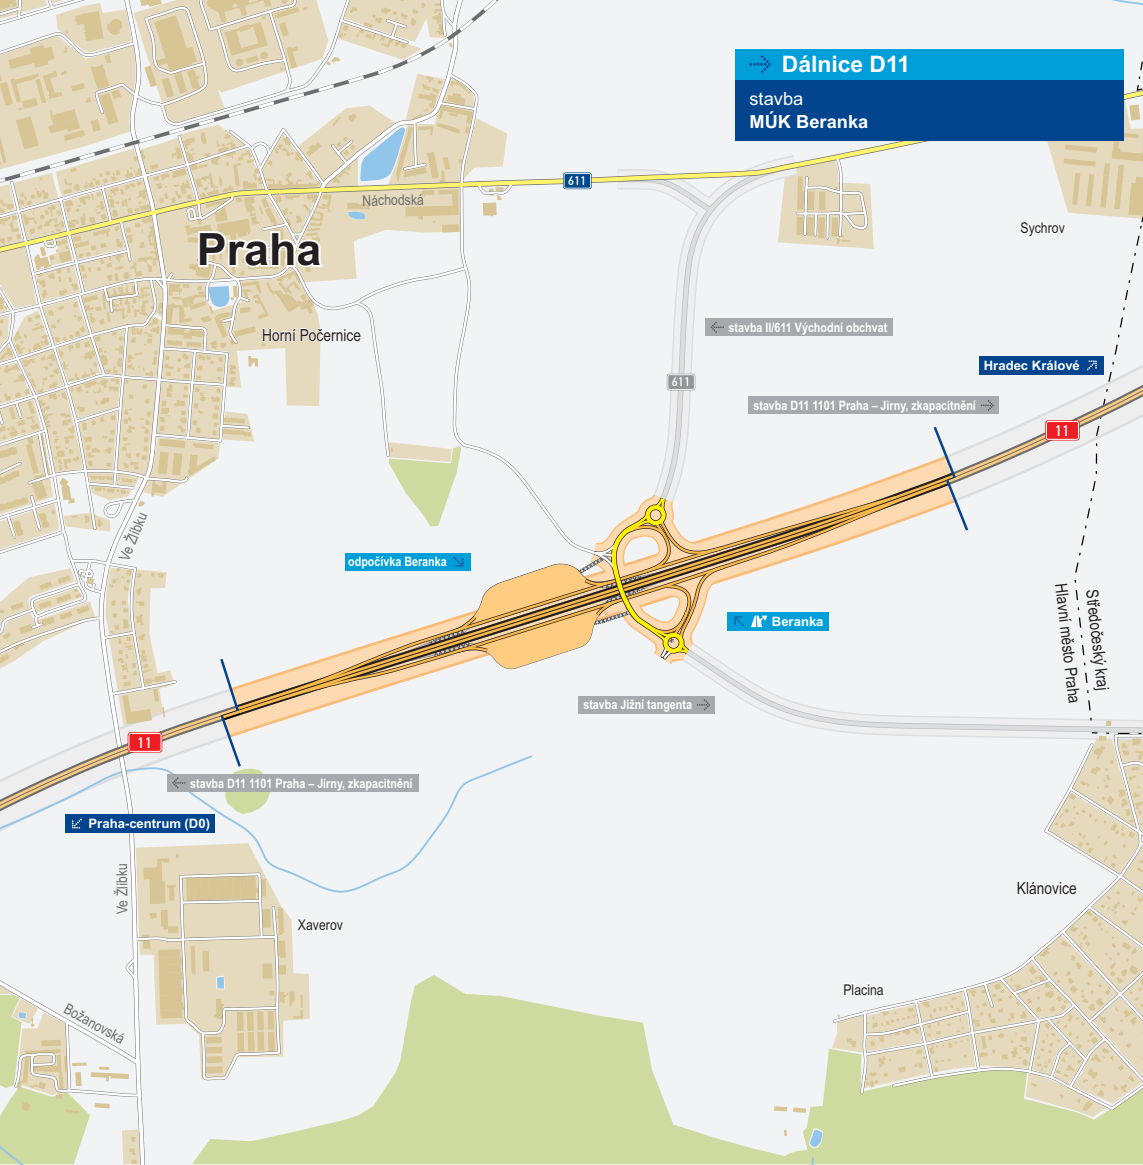 Dálnice D11
stavba
MÚK Beranka
611
Náchodská
Sychrov
Praha
stavba II/611 Východní obchvat
Horní Počernice
Hradec Králové
611
stavba D11 1101 Praha – Jirny, zkapacitnění
11
Ve Žlíbku
odpočívka Beranka
Beranka
Středočeský kraj
Hlavní město Praha
stavba Jižní tangenta
11
stavba D11 1101 Praha – Jirny, zkapacitnění
Praha-centrum (D0)
Ve Žlíbku
Klánovice
Xaverov
Placina
Božanovská